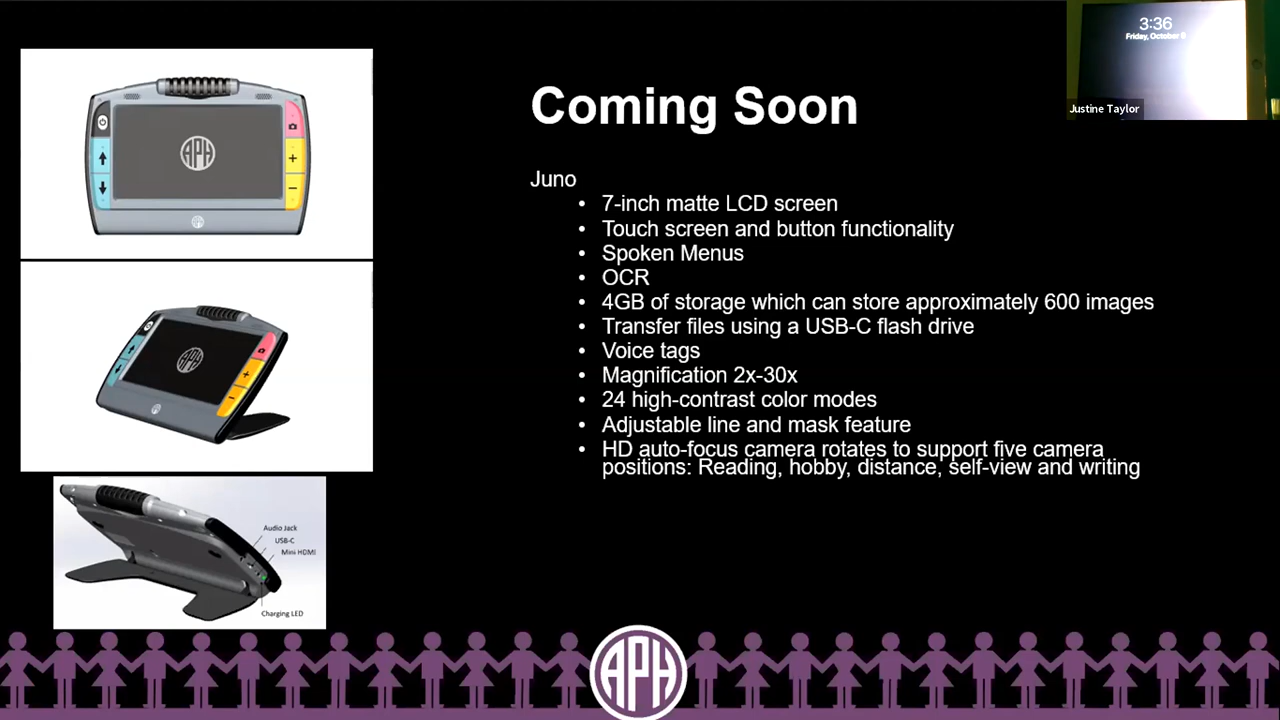 3:36
Friday, October 8
Justine Taylor
Coming Soon
Juno
• 7-inch matte LCD screen
• Touch screen and button functionality
• Spoken Menus
• OCR
• 4GB of storage which can store approximately 600 images
• Transfer files using a USB-C flash drive
• Voice tags
• Magnification 2x-30x
• 24 high-contrast color modes
• Adjustable line and mask feature
• HD auto-focus camera rotates to support five camera
positions: Reading, hobby, distance, self-view and writing
APH
APH
Audio Jack
USB-C
Mini HDMI
Charging LED
APH